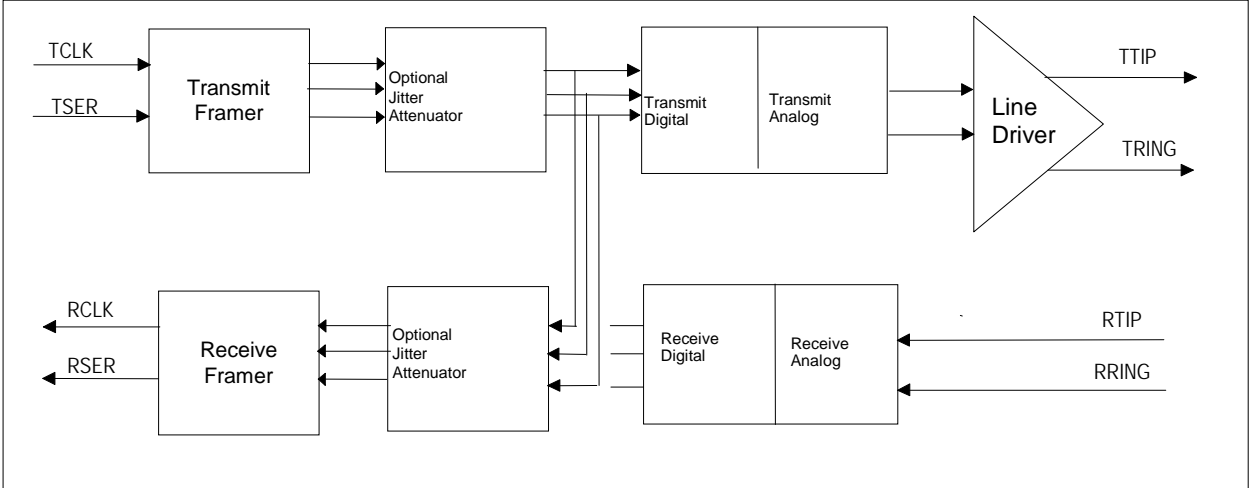 TCLK
TSER
Transmit
Framer
Optional
Jitter
Attenuator
Transmit
Digital
Transmit
Analog
Line
Driver
TTIP
TRING
RCLK
RSER
Receive
Framer
Optional
Jitter
Attenuator
Receive
Digital
Receive
Analog
RTIP
RRING